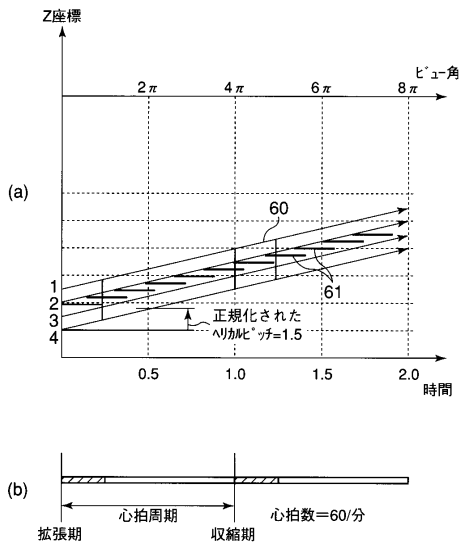 Z座標
ビュー角
2π 4π 6π 8π
(a)
60
61
1
2
3
4
正規化された
ヘリカルピッチ=1.5
0.5 1.0 1.5 2.0
時間
(b)
心拍周期
心拍数=60/分
拡張期
収縮期